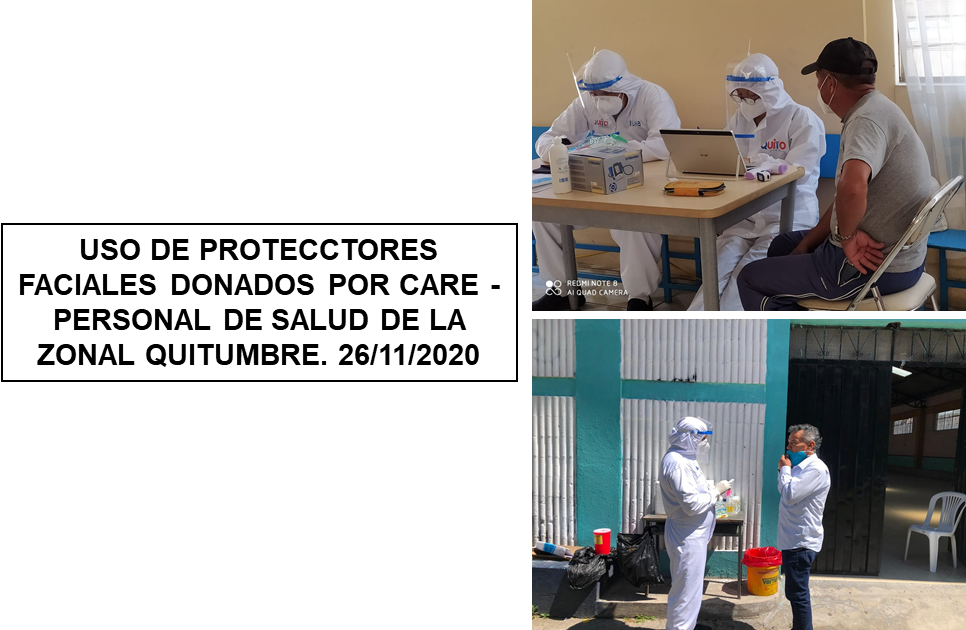 USO DE PROTECCTORES
FACIALES DONADOS POR CARE -
PERSONAL DE SALUD DE LA
ZONAL QUITUMBRE. 26/11/2020
QUITO
QUITO
REDMI NOTE 8
AI QUAD CAMERA